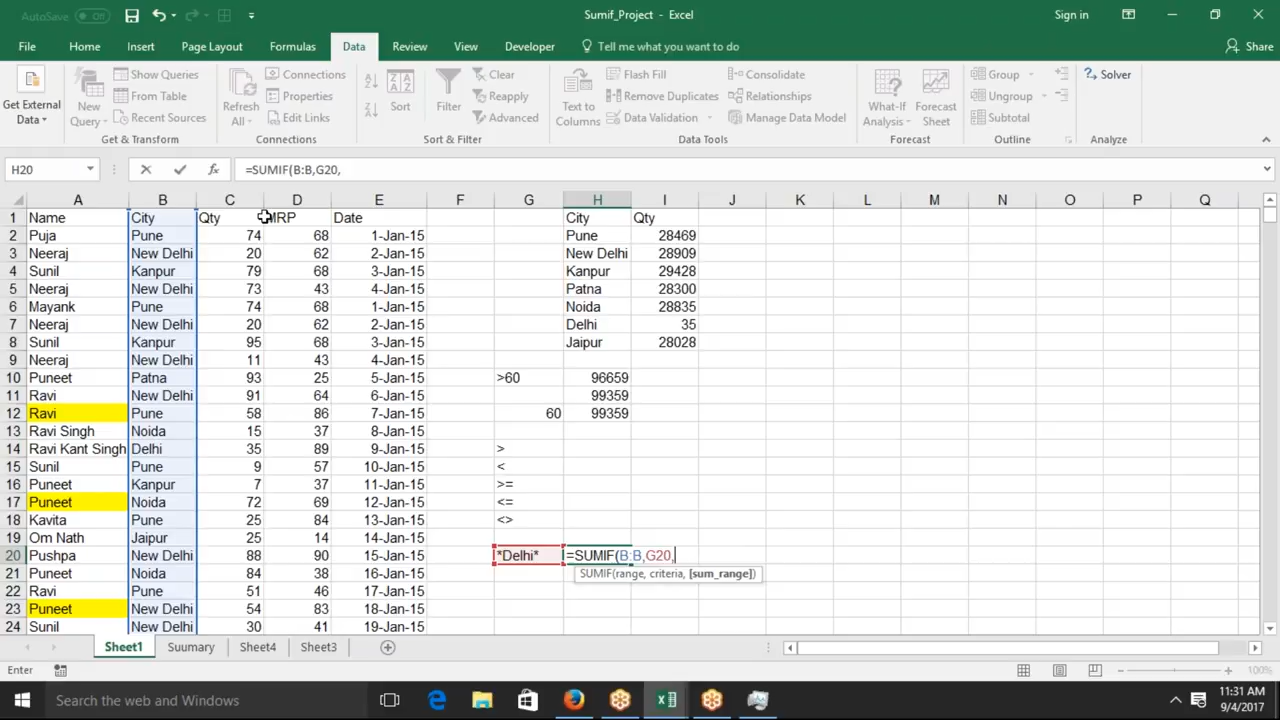 AutoSave Off
Sumif_Project - Excel
Sign in
File Home Insert Page Layout Formulas Data Review View Developer Tell me what you want to do Share
Get External Data
New Query
Show Queries
From Table
Recent Sources
Get & Transform
Refresh All
Connections
Properties
Edit Links
Connections
Sort
Filter
Clear
Reapply
Advanced
Sort & Filter
Text to Columns
Flash Fill
Remove Duplicates
Data Validation
Consolidate
Relationships
Manage Data Model
Data Tools
What-If Analysis
Forecast Sheet
Forecast
Group
Ungroup
Subtotal
Outline
Solver
Analyze
H20 fx =SUMIF(B:B,G20,
A B C D E F G H I J K L M N O P Q
1 Name City Qty MRP Date City Qty
2 Puja Pune 74 68 1-Jan-15 Pune 28469
3 Neeraj New Delhi 20 62 2-Jan-15 New Delhi 28909
4 Sunil Kanpur 79 68 3-Jan-15 Kanpur 29428
5 Neeraj New Delhi 73 43 4-Jan-15 Patna 28300
6 Mayank Pune 74 68 1-Jan-15 Noida 28835
7 Neeraj New Delhi 20 62 2-Jan-15 Delhi 35
8 Sunil Kanpur 95 68 3-Jan-15 Jaipur 28028
9 Neeraj New Delhi 11 43 4-Jan-15
10 Puneet Patna 93 25 5-Jan-15 >60 96659
11 Ravi New Delhi 91 64 6-Jan-15 99359
12 Ravi Pune 58 86 7-Jan-15 60 99359
13 Ravi Singh Noida 15 37 8-Jan-15
14 Ravi Kant Singh Delhi 35 89 9-Jan-15 >
15 Sunil Pune 9 57 10-Jan-15 <
16 Puneet Kanpur 7 37 11-Jan-15 >=
17 Puneet Noida 72 69 12-Jan-15 <=
18 Kavita Pune 25 84 13-Jan-15 <>
19 Om Nath Jaipur 25 14 14-Jan-15
20 Pushpa New Delhi 88 90 15-Jan-15 *Delhi* =SUMIF(B:B,G20,
SUMIF(range, criteria, [sum_range])
21 Puneet Noida 84 38 16-Jan-15
22 Ravi Pune 51 46 17-Jan-15
23 Puneet New Delhi 54 83 18-Jan-15
24 Sunil New Delhi 30 41 19-Jan-15
Sheet1 Suumary Sheet4 Sheet3
Enter 100%
Search the web and Windows
11:31 AM
9/4/2017